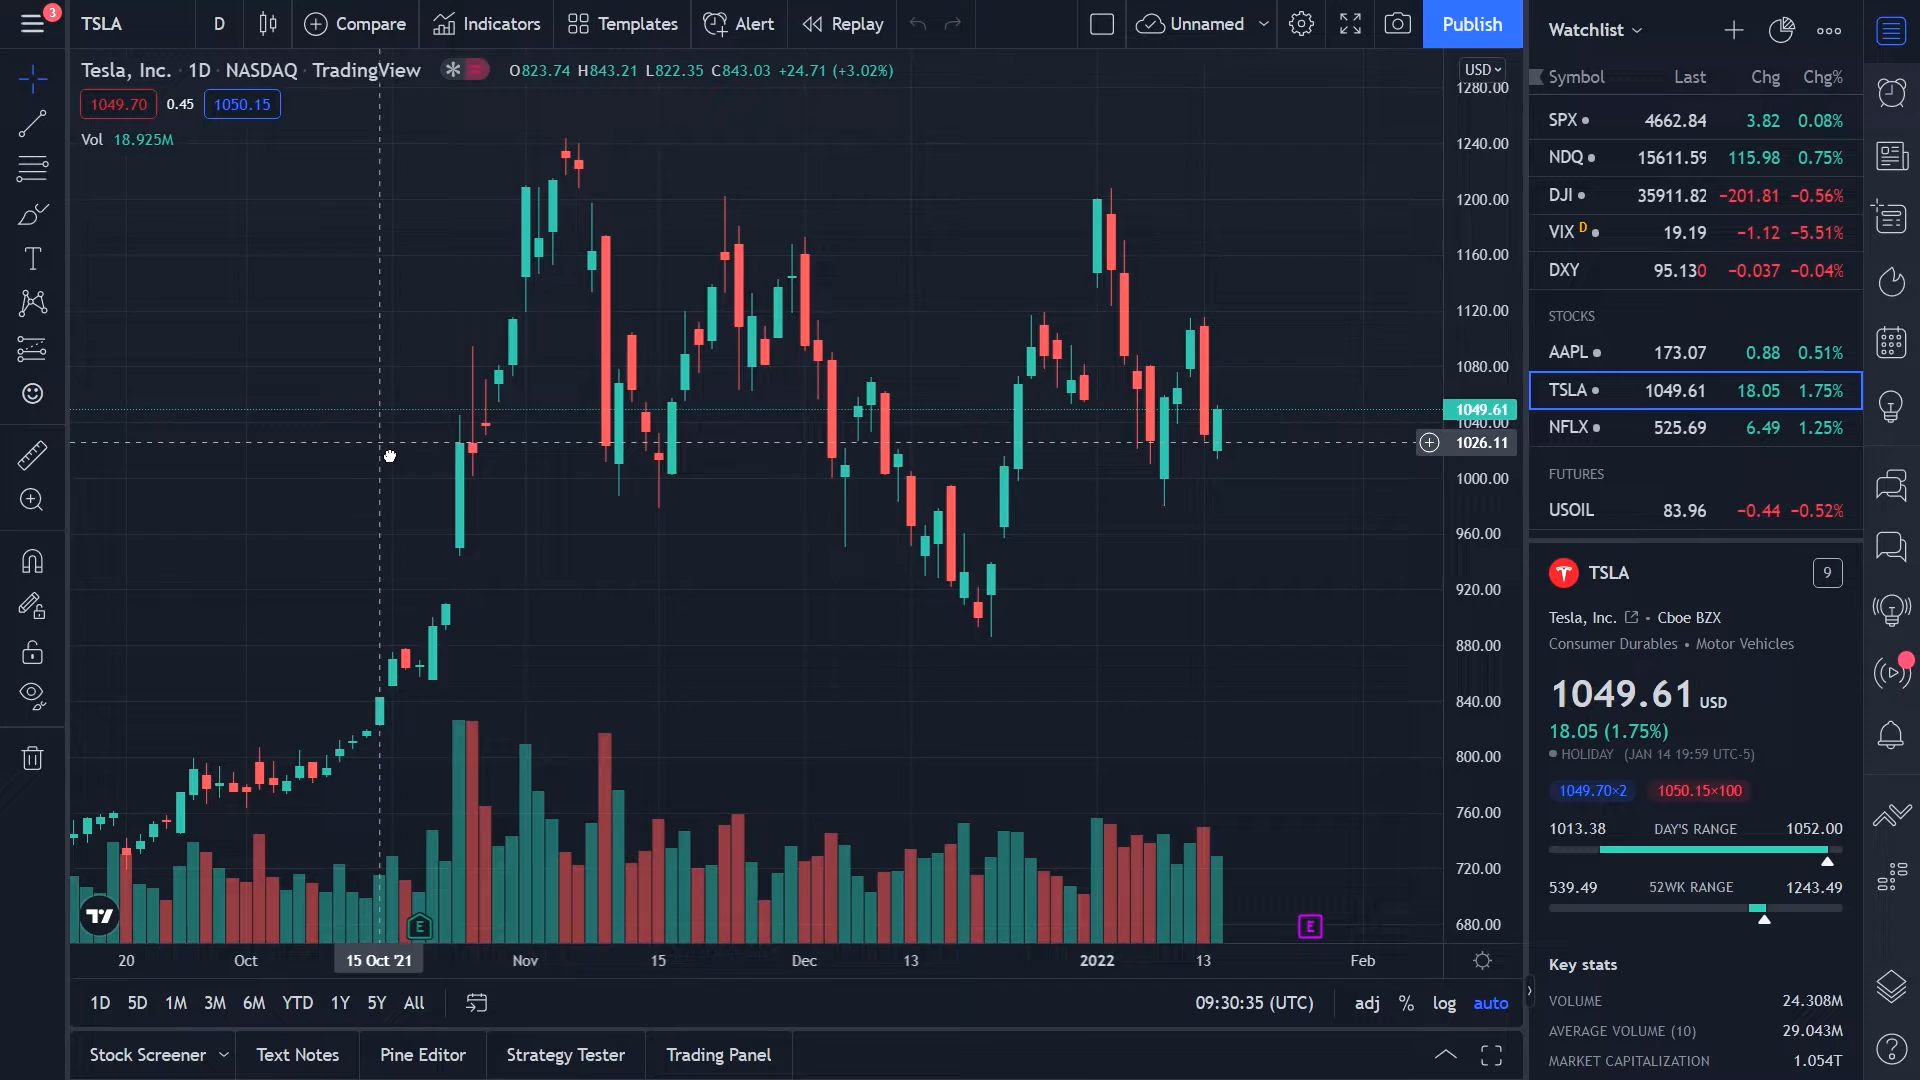 3
TSLA D Compare Indicators Templates Alert Replay Unnamed Publish
Tesla, Inc. · 1D · NASDAQ · TradingView O823.74 H843.21 L822.35 C843.03 +24.71 (+3.02%)
1049.70 0.45 1050.15
Vol 18.925M
USD
1280.00
1240.00
1200.00
1160.00
1120.00
1080.00
1049.61
1040.00
1026.11
1000.00
960.00
920.00
880.00
840.00
800.00
760.00
720.00
680.00
E E
20 Oct 15 Oct '21 Nov 15 Dec 13 2022 13 Feb
1D 5D 1M 3M 6M YTD 1Y 5Y All 09:30:35 (UTC) adj % log auto
Stock Screener Text Notes Pine Editor Strategy Tester Trading Panel
Watchlist
Symbol Last Chg Chg%
SPX 4662.84 3.82 0.08%
NDQ 15611.59 115.98 0.75%
DJI 35911.82 −201.81 −0.56%
VIX D 19.19 −1.12 −5.51%
DXY 95.130 −0.037 −0.04%
STOCKS
AAPL 173.07 0.88 0.51%
TSLA 1049.61 18.05 1.75%
NFLX 525.69 6.49 1.25%
FUTURES
USOIL 83.96 −0.44 −0.52%
TSLA 9
Tesla, Inc. • Cboe BZX
Consumer Durables • Motor Vehicles
1049.61 USD
18.05 (1.75%)
HOLIDAY (JAN 14 19:59 UTC-5)
1049.70×2 1050.15×100
1013.38 DAY'S RANGE 1052.00
539.49 52WK RANGE 1243.49
Key stats
VOLUME 24.308M
AVERAGE VOLUME (10) 29.043M
MARKET CAPITALIZATION 1.054T